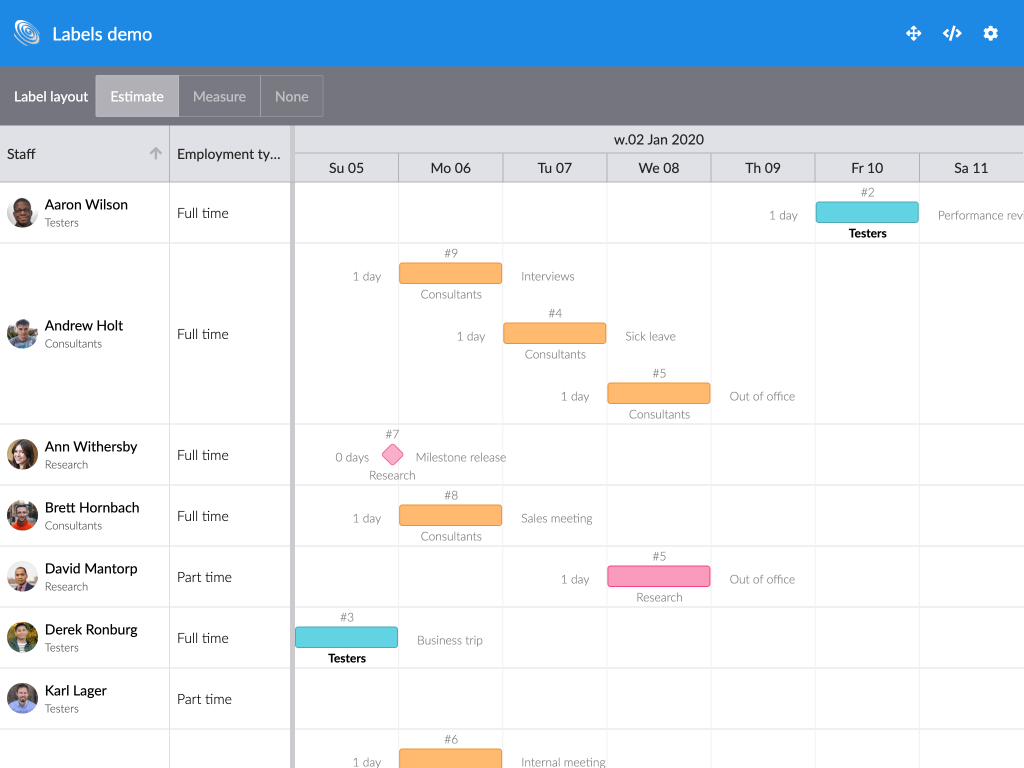 Labels demo
Label layout Estimate Measure None
Staff Employment ty... w.02 Jan 2020
Su 05 Mo 06 Tu 07 We 08 Th 09 Fr 10 Sa 11
Aaron Wilson
Testers
Full time
#2
1 day Performance revi
Testers
Andrew Holt
Consultants
Full time
#9
1 day Interviews
Consultants
#4
1 day Sick leave
Consultants
#5
1 day Out of office
Consultants
Ann Withersby
Research
Full time
#7
0 days Milestone release
Research
Brett Hornbach
Consultants
Full time
#8
1 day Sales meeting
Consultants
David Mantorp
Research
Part time
#5
1 day Out of office
Research
Derek Ronburg
Testers
Full time
#3
Business trip
Testers
Karl Lager
Testers
Part time
#6
1 day Internal meeting